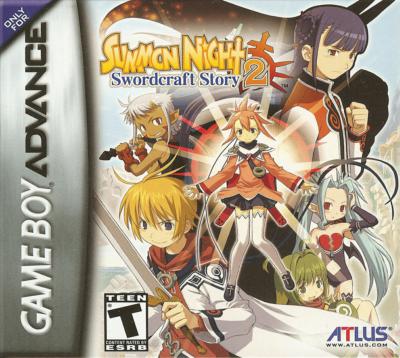 ONLY
FOR
GAME BOY ADVANCE
SUMMON NIGHT
Swordcraft Story 2
TM
TEEN
T
CONTENT RATED BY
ESRB
ATLUS®
WWW.ATLUS.COM